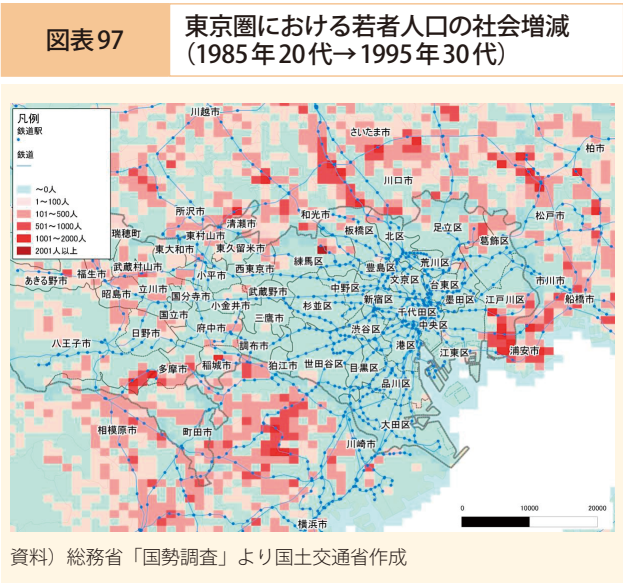 図表97
東京圏における若者人口の社会増減
（1985年20代→1995年30代）
凡例
鉄道駅
鉄道
～0人
1～100人
101～500人
501～1000人
1001～2000人
2001人以上
川越市
さいたま市
柏市
川口市
所沢市
和光市
松戸市
清瀬市
足立区
瑞穂町
東村山市
板橋区
北区
葛飾区
東大和市
東久留米市
武蔵村山市
練馬区
荒川区
福生市
小平市
西東京市
豊島区
文京区
あきる野市
立川市
台東区
市川市
昭島市
国分寺市
武蔵野市
中野区
新宿区
墨田区
江戸川区
船橋市
国立市
小金井市
杉並区
千代田区
日野市
府中市
三鷹市
渋谷区
中央区
八王子市
調布市
港区
江東区
浦安市
多摩市
稲城市
狛江市
世田谷区
目黒区
品川区
相模原市
町田市
大田区
川崎市
横浜市
0 10000 20000
資料）総務省「国勢調査」より国土交通省作成